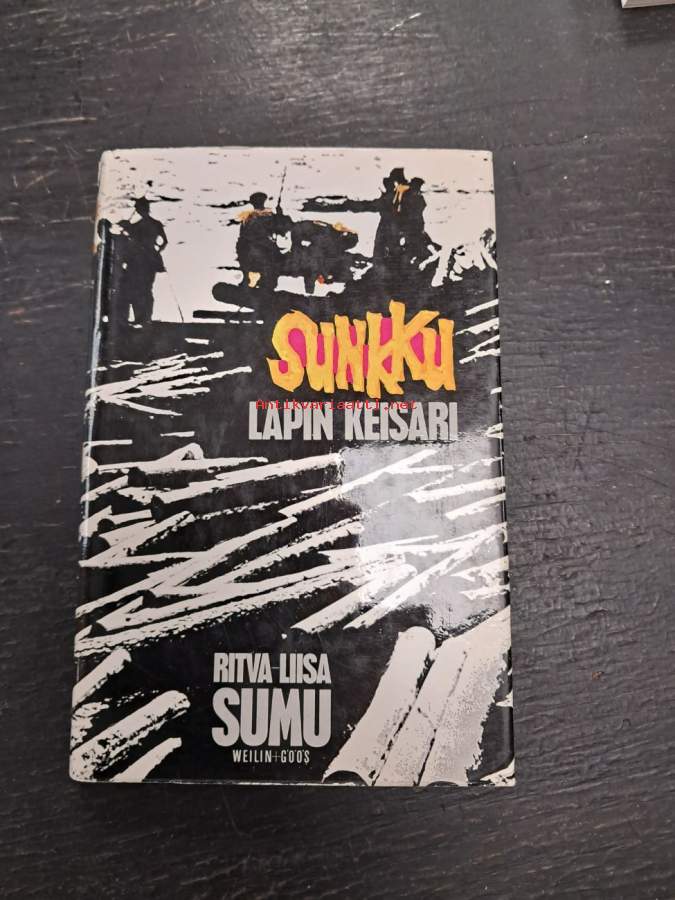 SUNKKU
Antikvariaatti.net
LAPIN KEISARI
RITVA-LIISA
SUMU
WEILIN+GÖÖS